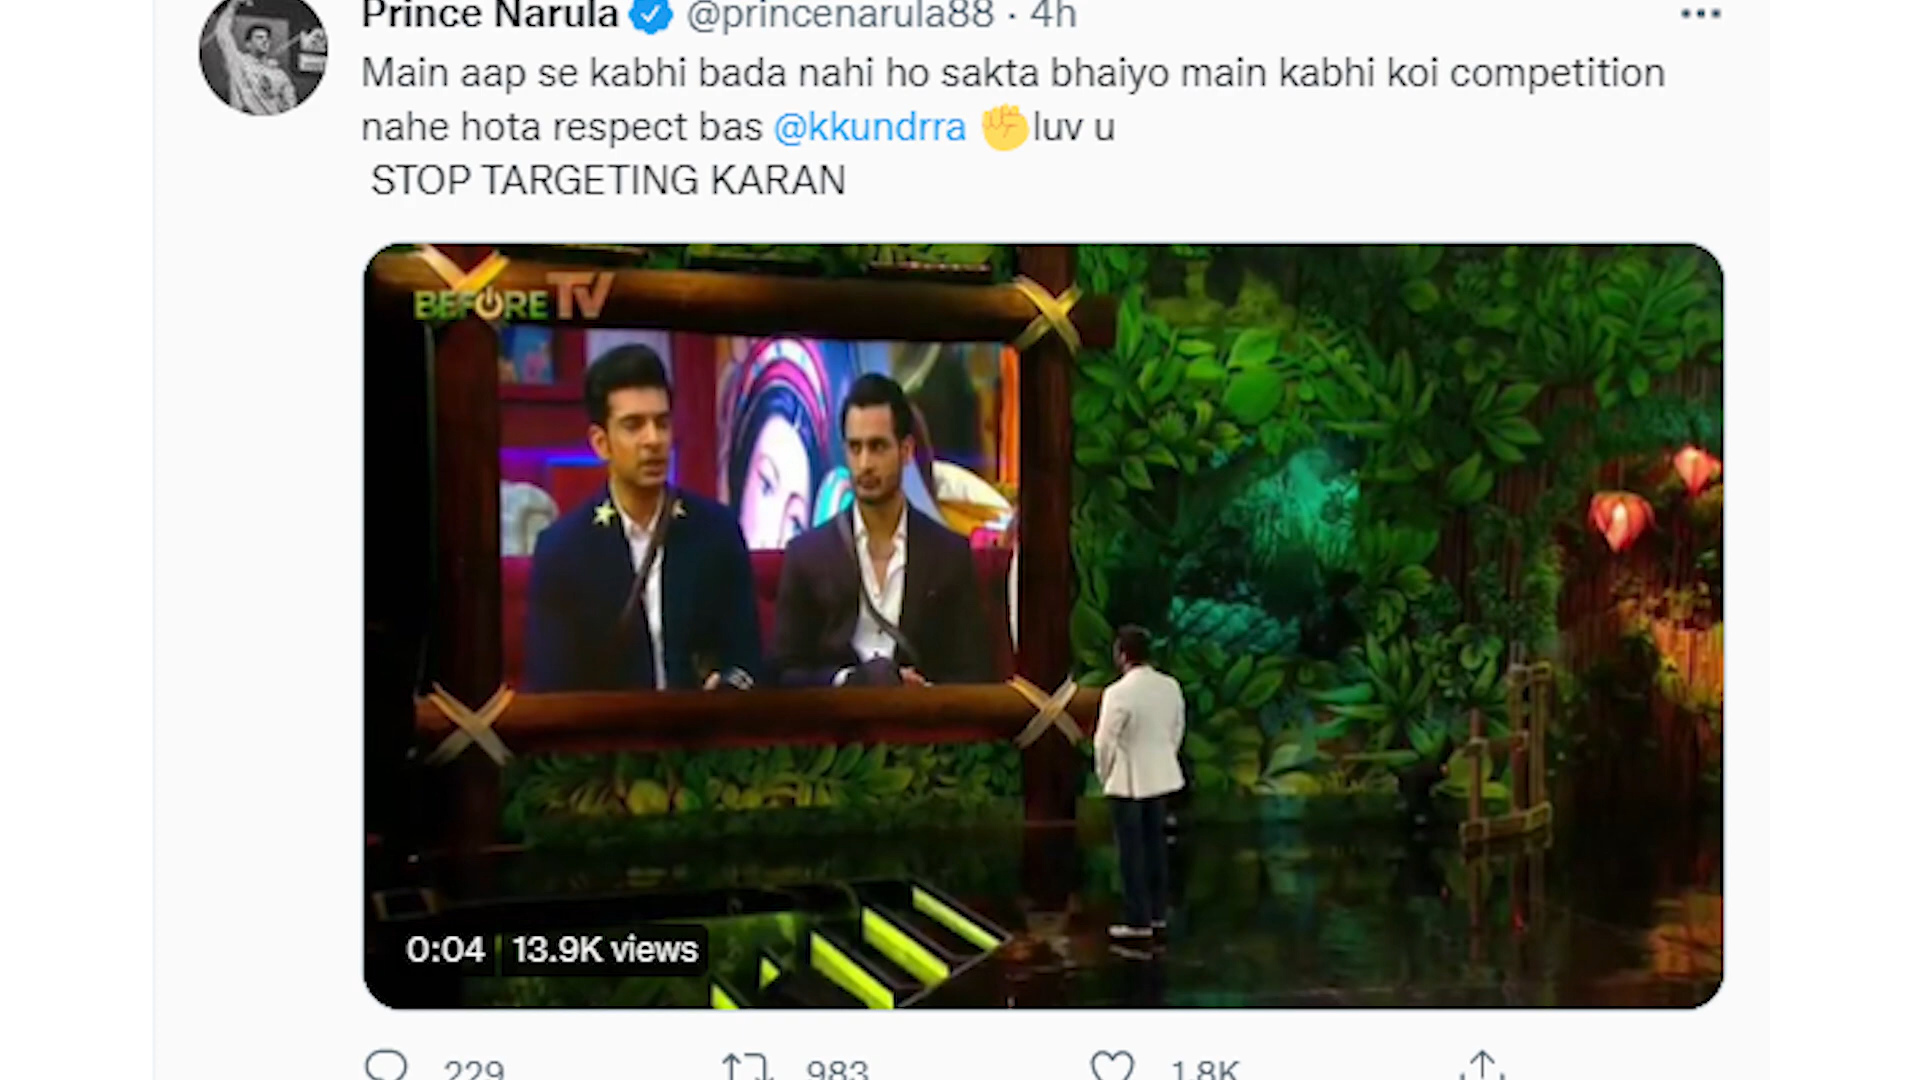 Prince Narula @princenarula88 · 4h
Main aap se kabhi bada nahi ho sakta bhaiyo main kabhi koi competition
nahe hota respect bas @kkundrra ✊luv u
STOP TARGETING KARAN
BEFORE TV
0:04 13.9K views
229 983 1.8K